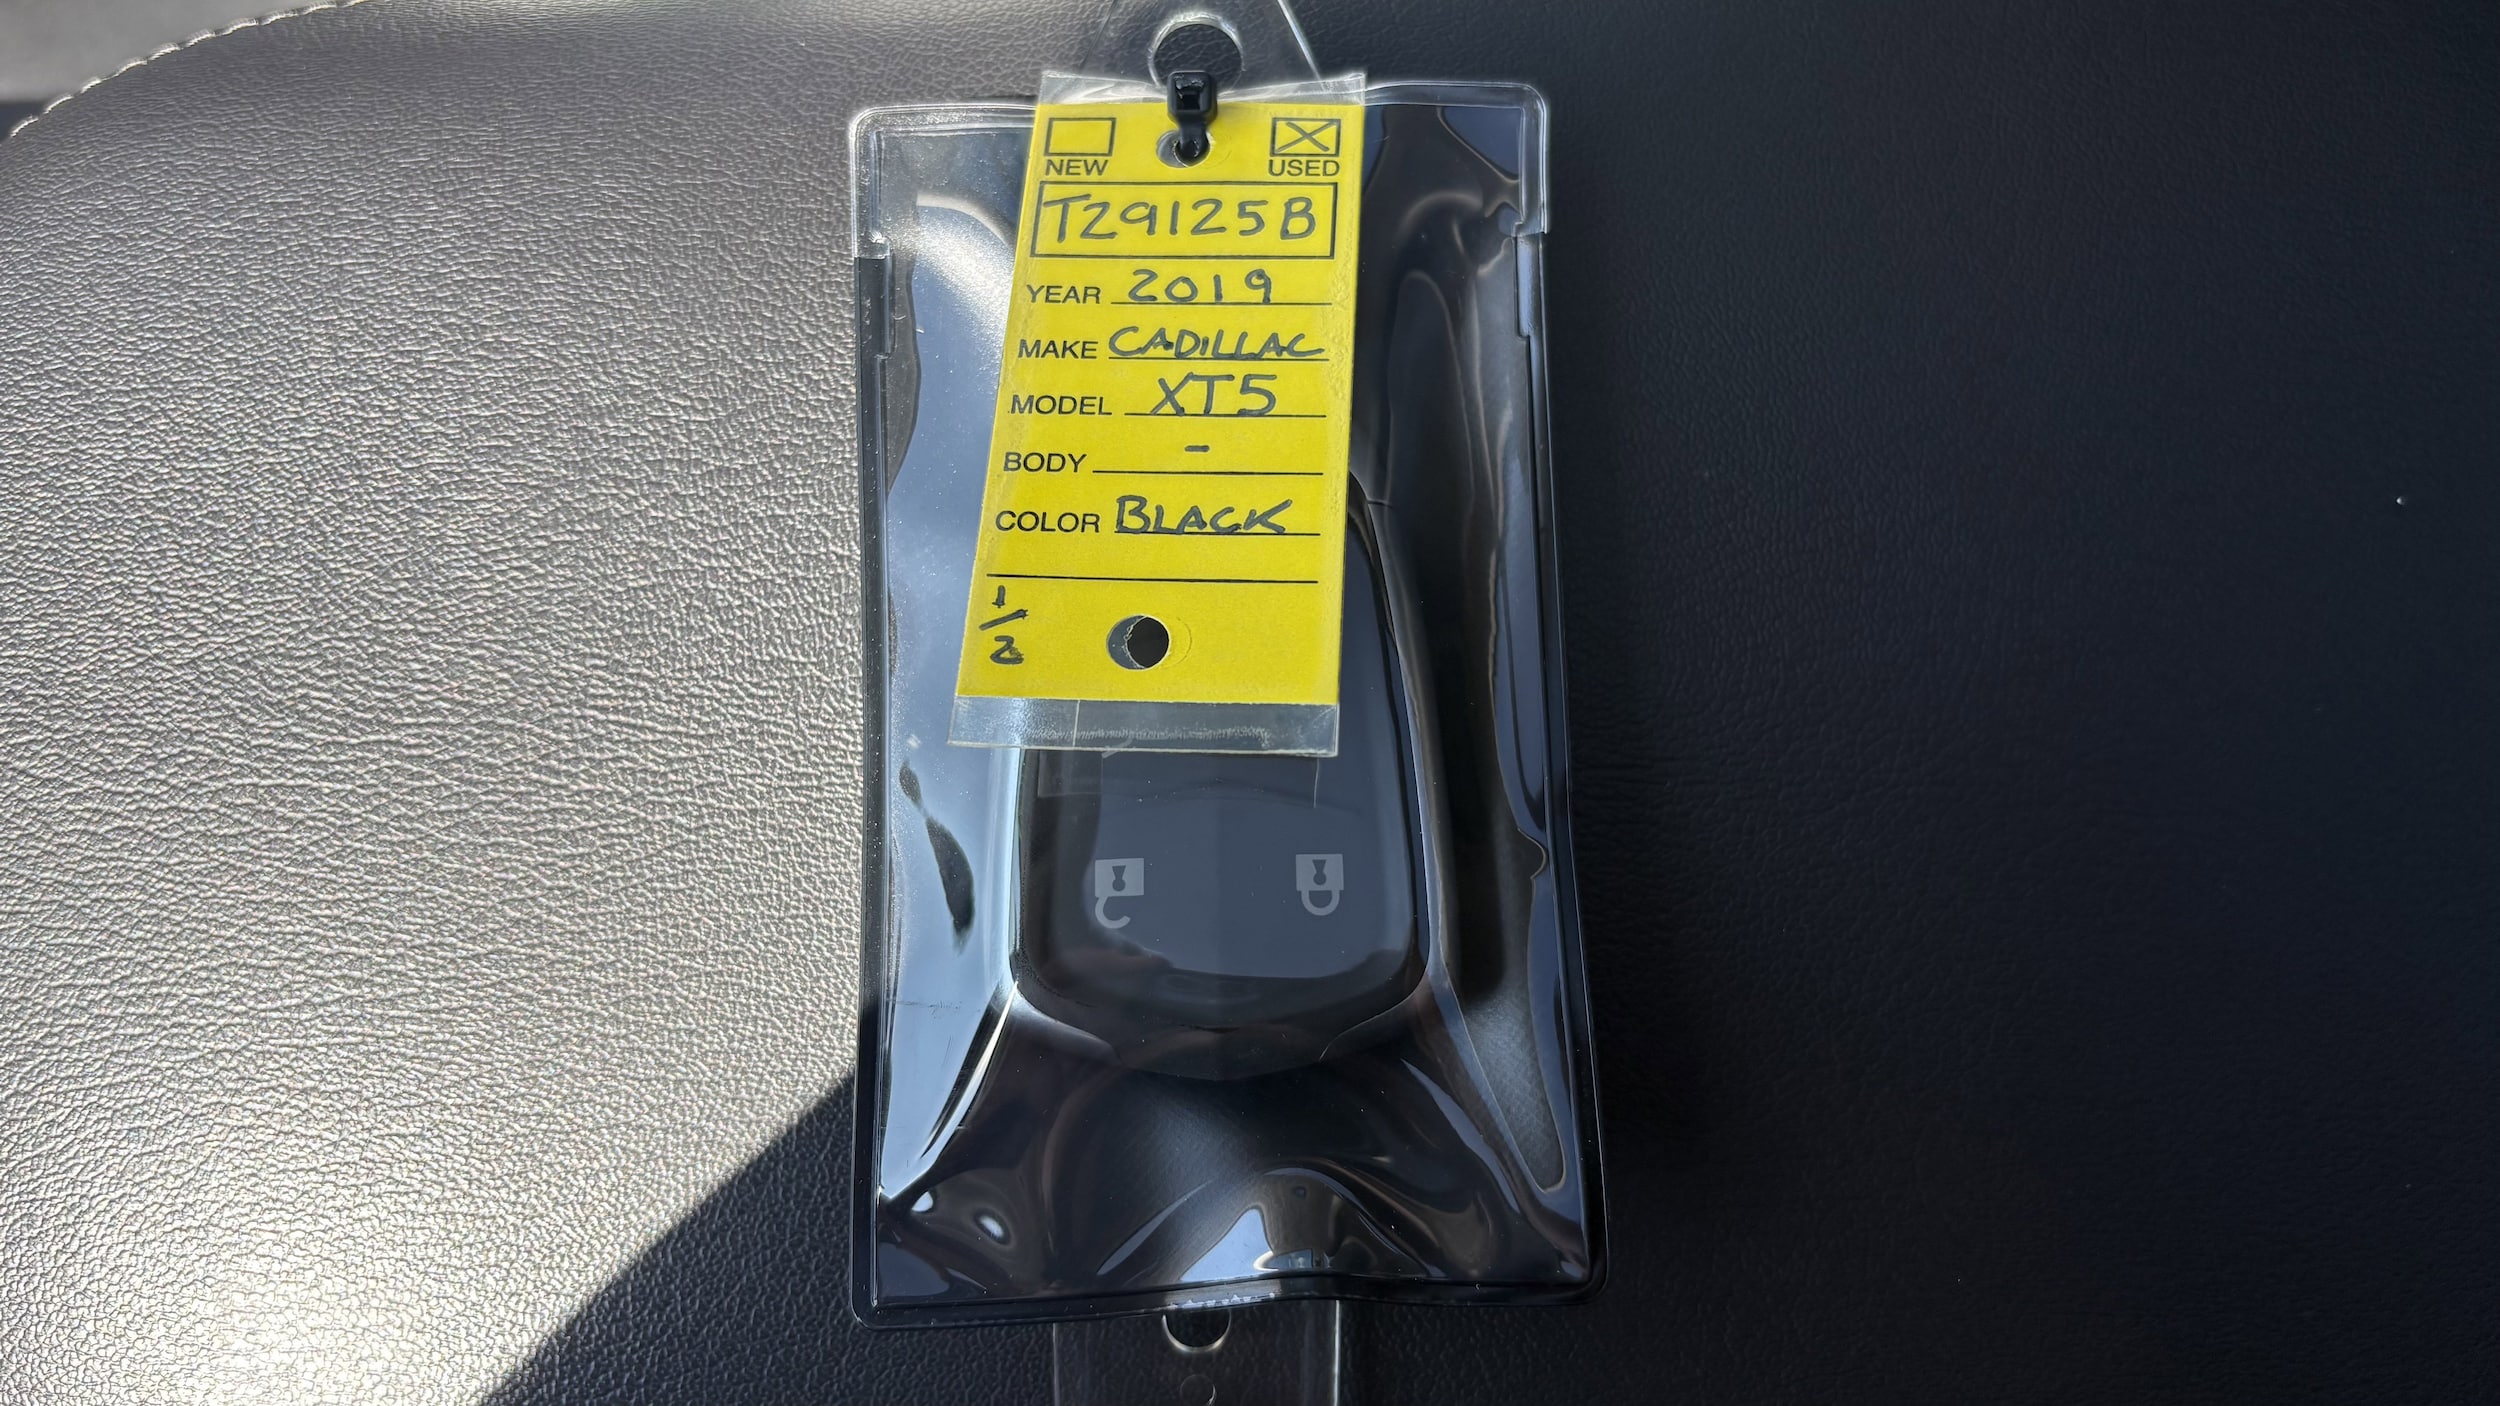 NEW USED
T29125B
YEAR 2019
MAKE CADILLAC
MODEL XT5
BODY -
COLOR BLACK
1/2